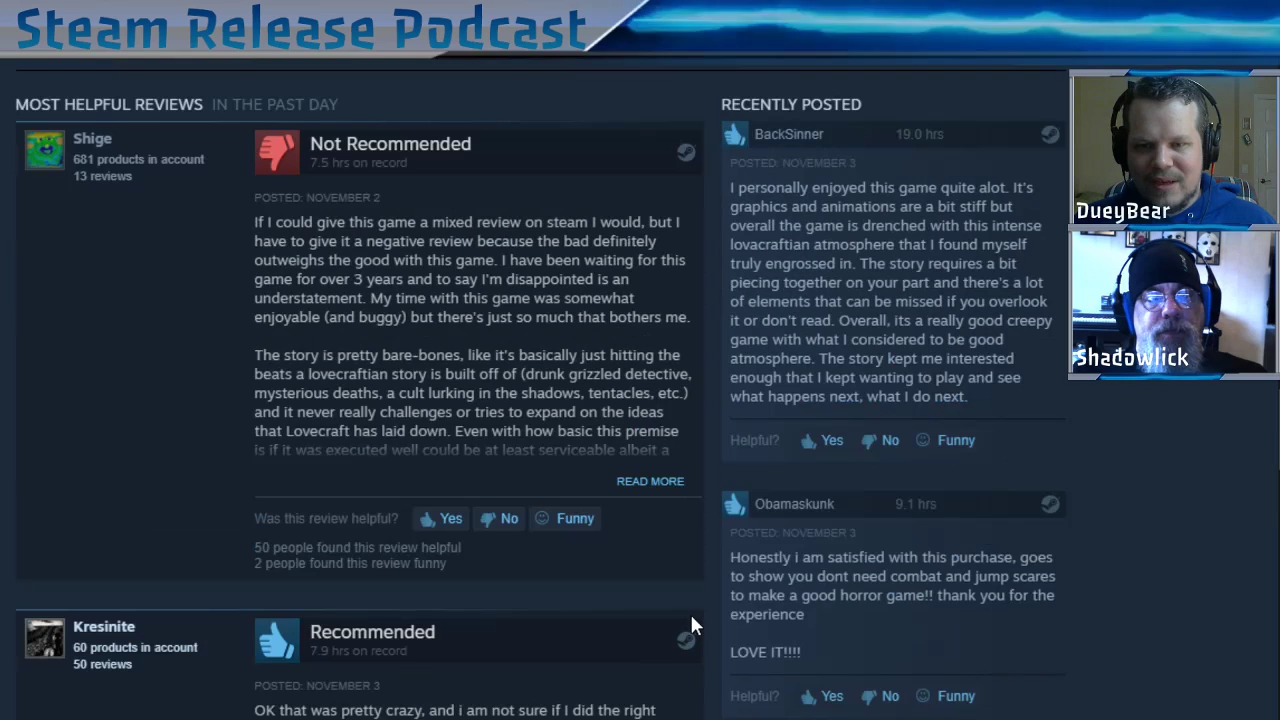 Steam Release Podcast
MOST HELPFUL REVIEWS IN THE PAST DAY
Shige
681 products in account
13 reviews
Not Recommended
7.5 hrs on record
POSTED: NOVEMBER 2
If I could give this game a mixed review on steam I would, but I
have to give it a negative review because the bad definitely
outweighs the good with this game. I have been waiting for this
game for over 3 years and to say I'm disappointed is an
understatement. My time with this game was somewhat
enjoyable (and buggy) but there's just so much that bothers me.
The story is pretty bare-bones, like it's basically just hitting the
beats a lovecraftian story is built off of (drunk grizzled detective,
mysterious deaths, a cult lurking in the shadows, tentacles, etc.)
and it never really challenges or tries to expand on the ideas
that Lovecraft has laid down. Even with how basic this premise
is if it was executed well could be at least serviceable albeit a
READ MORE
Was this review helpful? Yes No Funny
50 people found this review helpful
2 people found this review funny
Kresinite
60 products in account
50 reviews
Recommended
7.9 hrs on record
POSTED: NOVEMBER 3
OK that was pretty crazy, and i am not sure if I did the right
RECENTLY POSTED
BackSinner 19.0 hrs
POSTED: NOVEMBER 3
I personally enjoyed this game quite alot. It's
graphics and animations are a bit stiff but
overall the game is drenched with this intense
lovacraftian atmosphere that I found myself
truly engrossed in. The story requires a bit
piecing together on your part and there's a lot
of elements that can be missed if you overlook
it or don't read. Overall, its a really good creepy
game with what I considered to be good
atmosphere. The story kept me interested
enough that I kept wanting to play and see
what happens next, what I do next.
Helpful? Yes No Funny
Obamaskunk 9.1 hrs
POSTED: NOVEMBER 3
Honestly i am satisfied with this purchase, goes
to show you dont need combat and jump scares
to make a good horror game!! thank you for the
experience
LOVE IT!!!!
Helpful? Yes No Funny
DueyBear
Shadowlick